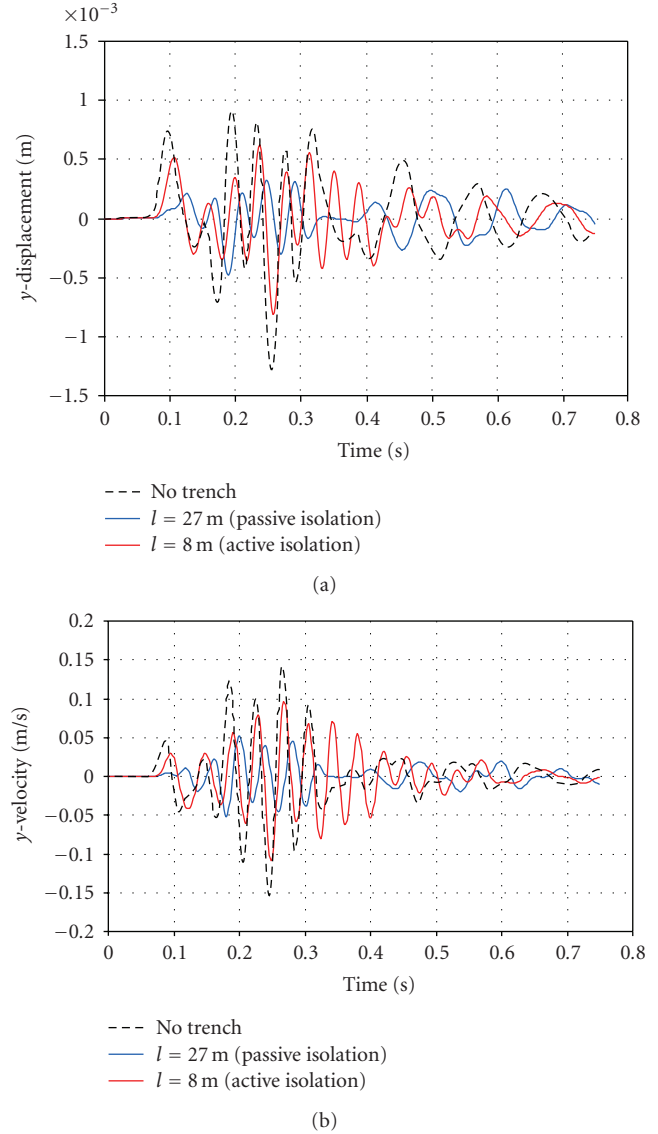 ×10−3
1.5
1
0.5
0
−0.5
−1
−1.5
y-displacement (m)
0 0.1 0.2 0.3 0.4 0.5 0.6 0.7 0.8
Time (s)
No trench
l = 27 m (passive isolation)
l = 8 m (active isolation)
(a)
0.2
0.15
0.1
0.05
0
−0.05
−0.1
−0.15
−0.2
y-velocity (m/s)
0 0.1 0.2 0.3 0.4 0.5 0.6 0.7 0.8
Time (s)
No trench
l = 27 m (passive isolation)
l = 8 m (active isolation)
(b)